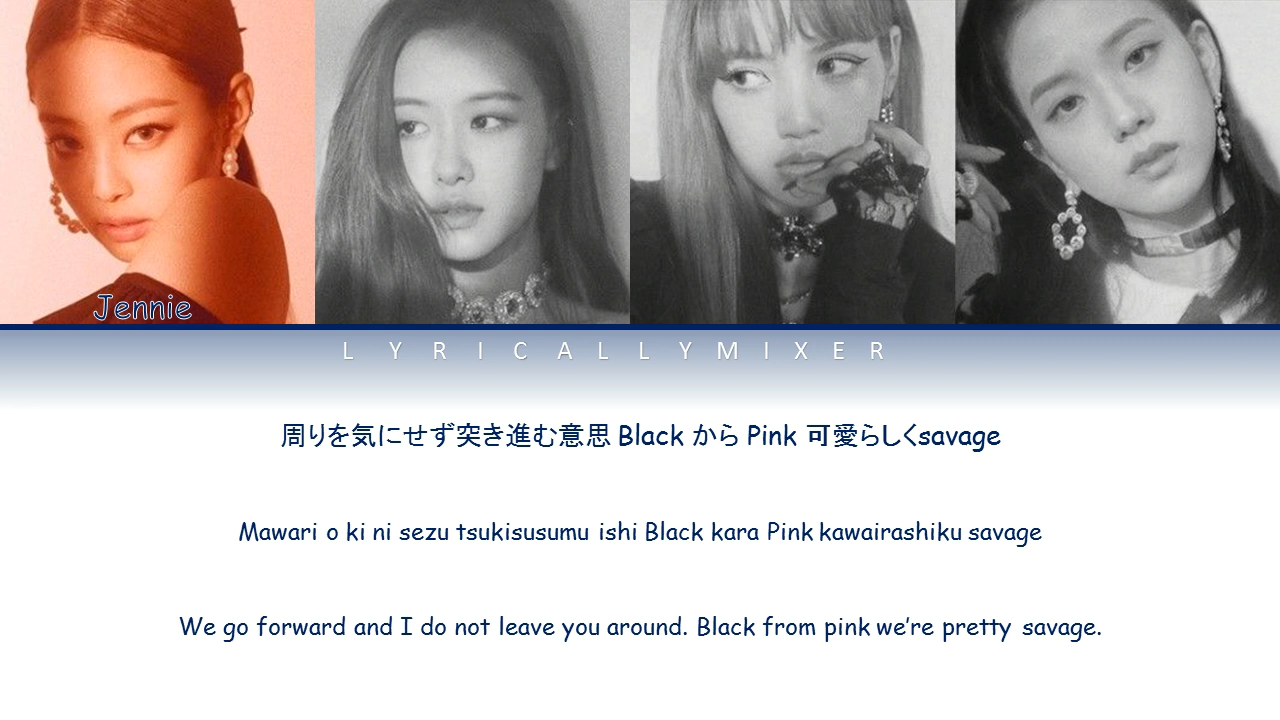 Jennie
LYRICALLYMIXER
周りを気にせず突き進む意思 Black から Pink 可愛らしくsavage
Mawari o ki ni sezu tsukisusumu ishi Black kara Pink kawairashiku savage
We go forward and I do not leave you around. Black from pink we're pretty savage.